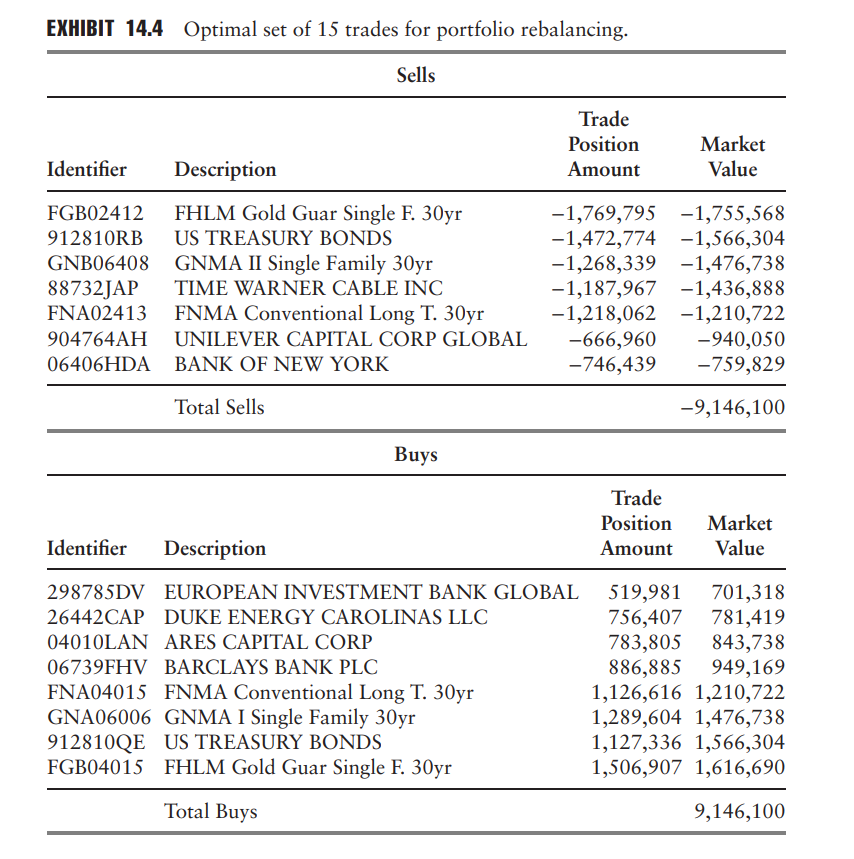 EXHIBIT 14.4 Optimal set of 15 trades for portfolio rebalancing.
Sells
Trade
Position Market
Identifier Description Amount Value
FGB02412 FHLM Gold Guar Single F. 30yr −1,769,795 −1,755,568
912810RB US TREASURY BONDS −1,472,774 −1,566,304
GNB06408 GNMA II Single Family 30yr −1,268,339 −1,476,738
88732JAP TIME WARNER CABLE INC −1,187,967 −1,436,888
FNA02413 FNMA Conventional Long T. 30yr −1,218,062 −1,210,722
904764AH UNILEVER CAPITAL CORP GLOBAL −666,960 −940,050
06406HDA BANK OF NEW YORK −746,439 −759,829
Total Sells −9,146,100
Buys
Trade
Position Market
Identifier Description Amount Value
298785DV EUROPEAN INVESTMENT BANK GLOBAL 519,981 701,318
26442CAP DUKE ENERGY CAROLINAS LLC 756,407 781,419
04010LAN ARES CAPITAL CORP 783,805 843,738
06739FHV BARCLAYS BANK PLC 886,885 949,169
FNA04015 FNMA Conventional Long T. 30yr 1,126,616 1,210,722
GNA06006 GNMA I Single Family 30yr 1,289,604 1,476,738
912810QE US TREASURY BONDS 1,127,336 1,566,304
FGB04015 FHLM Gold Guar Single F. 30yr 1,506,907 1,616,690
Total Buys 9,146,100